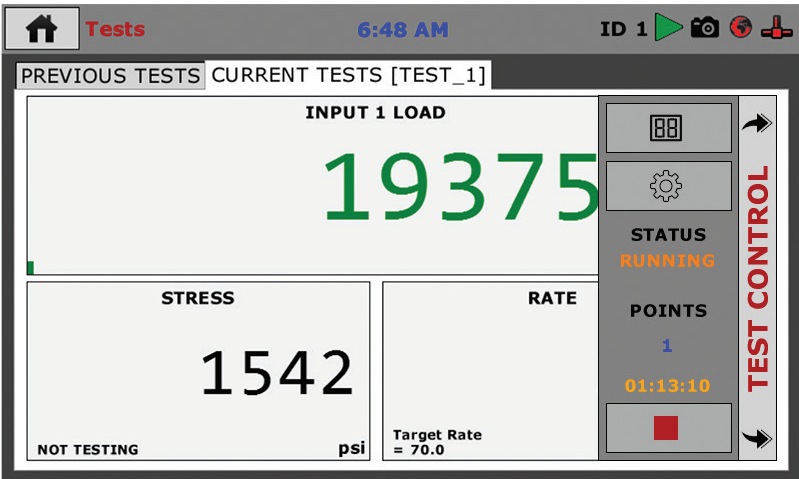 Tests
6:48 AM
ID 1
PREVIOUS TESTS
CURRENT TESTS [TEST_1]
INPUT 1 LOAD
19375
STRESS
1542
NOT TESTING
psi
RATE
Target Rate
= 70.0
88
STATUS
RUNNING
POINTS
1
01:13:10
TEST CONTROL